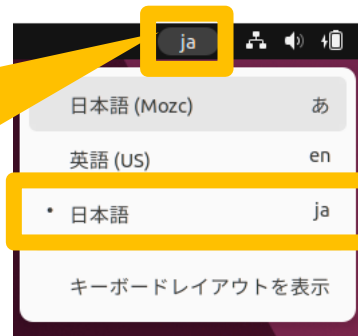 ja
日本語 (Mozc) あ
英語 (US) en
・ 日本語 ja
キーボードレイアウトを表示